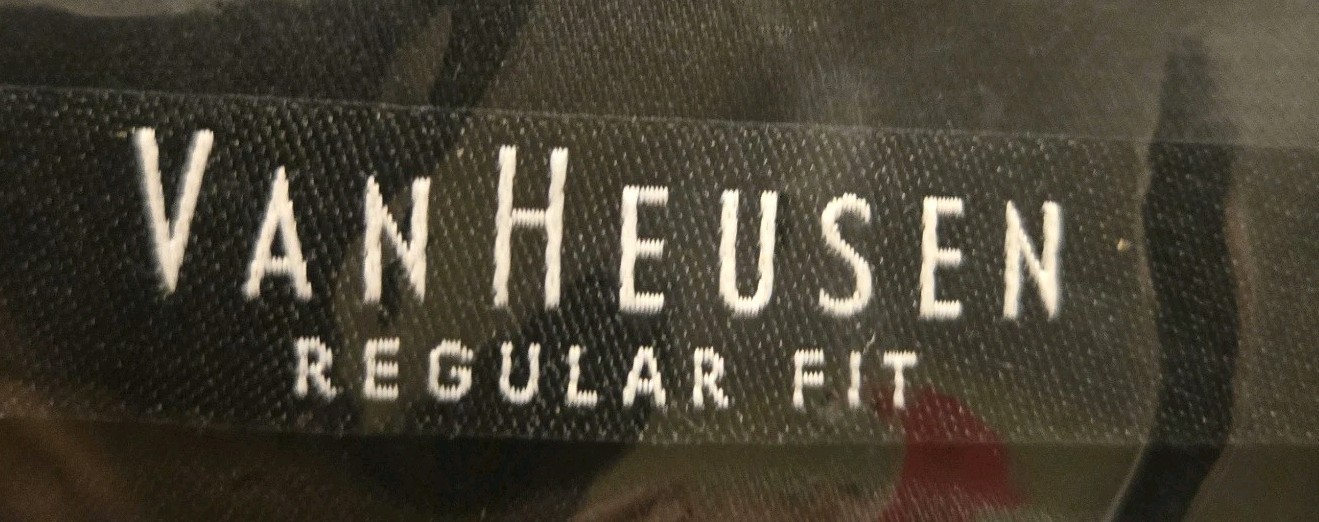 VANHEUSEN
REGULAR FIT